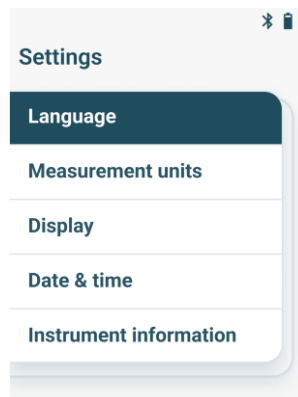 Settings
Language
Measurement units
Display
Date & time
Instrument information